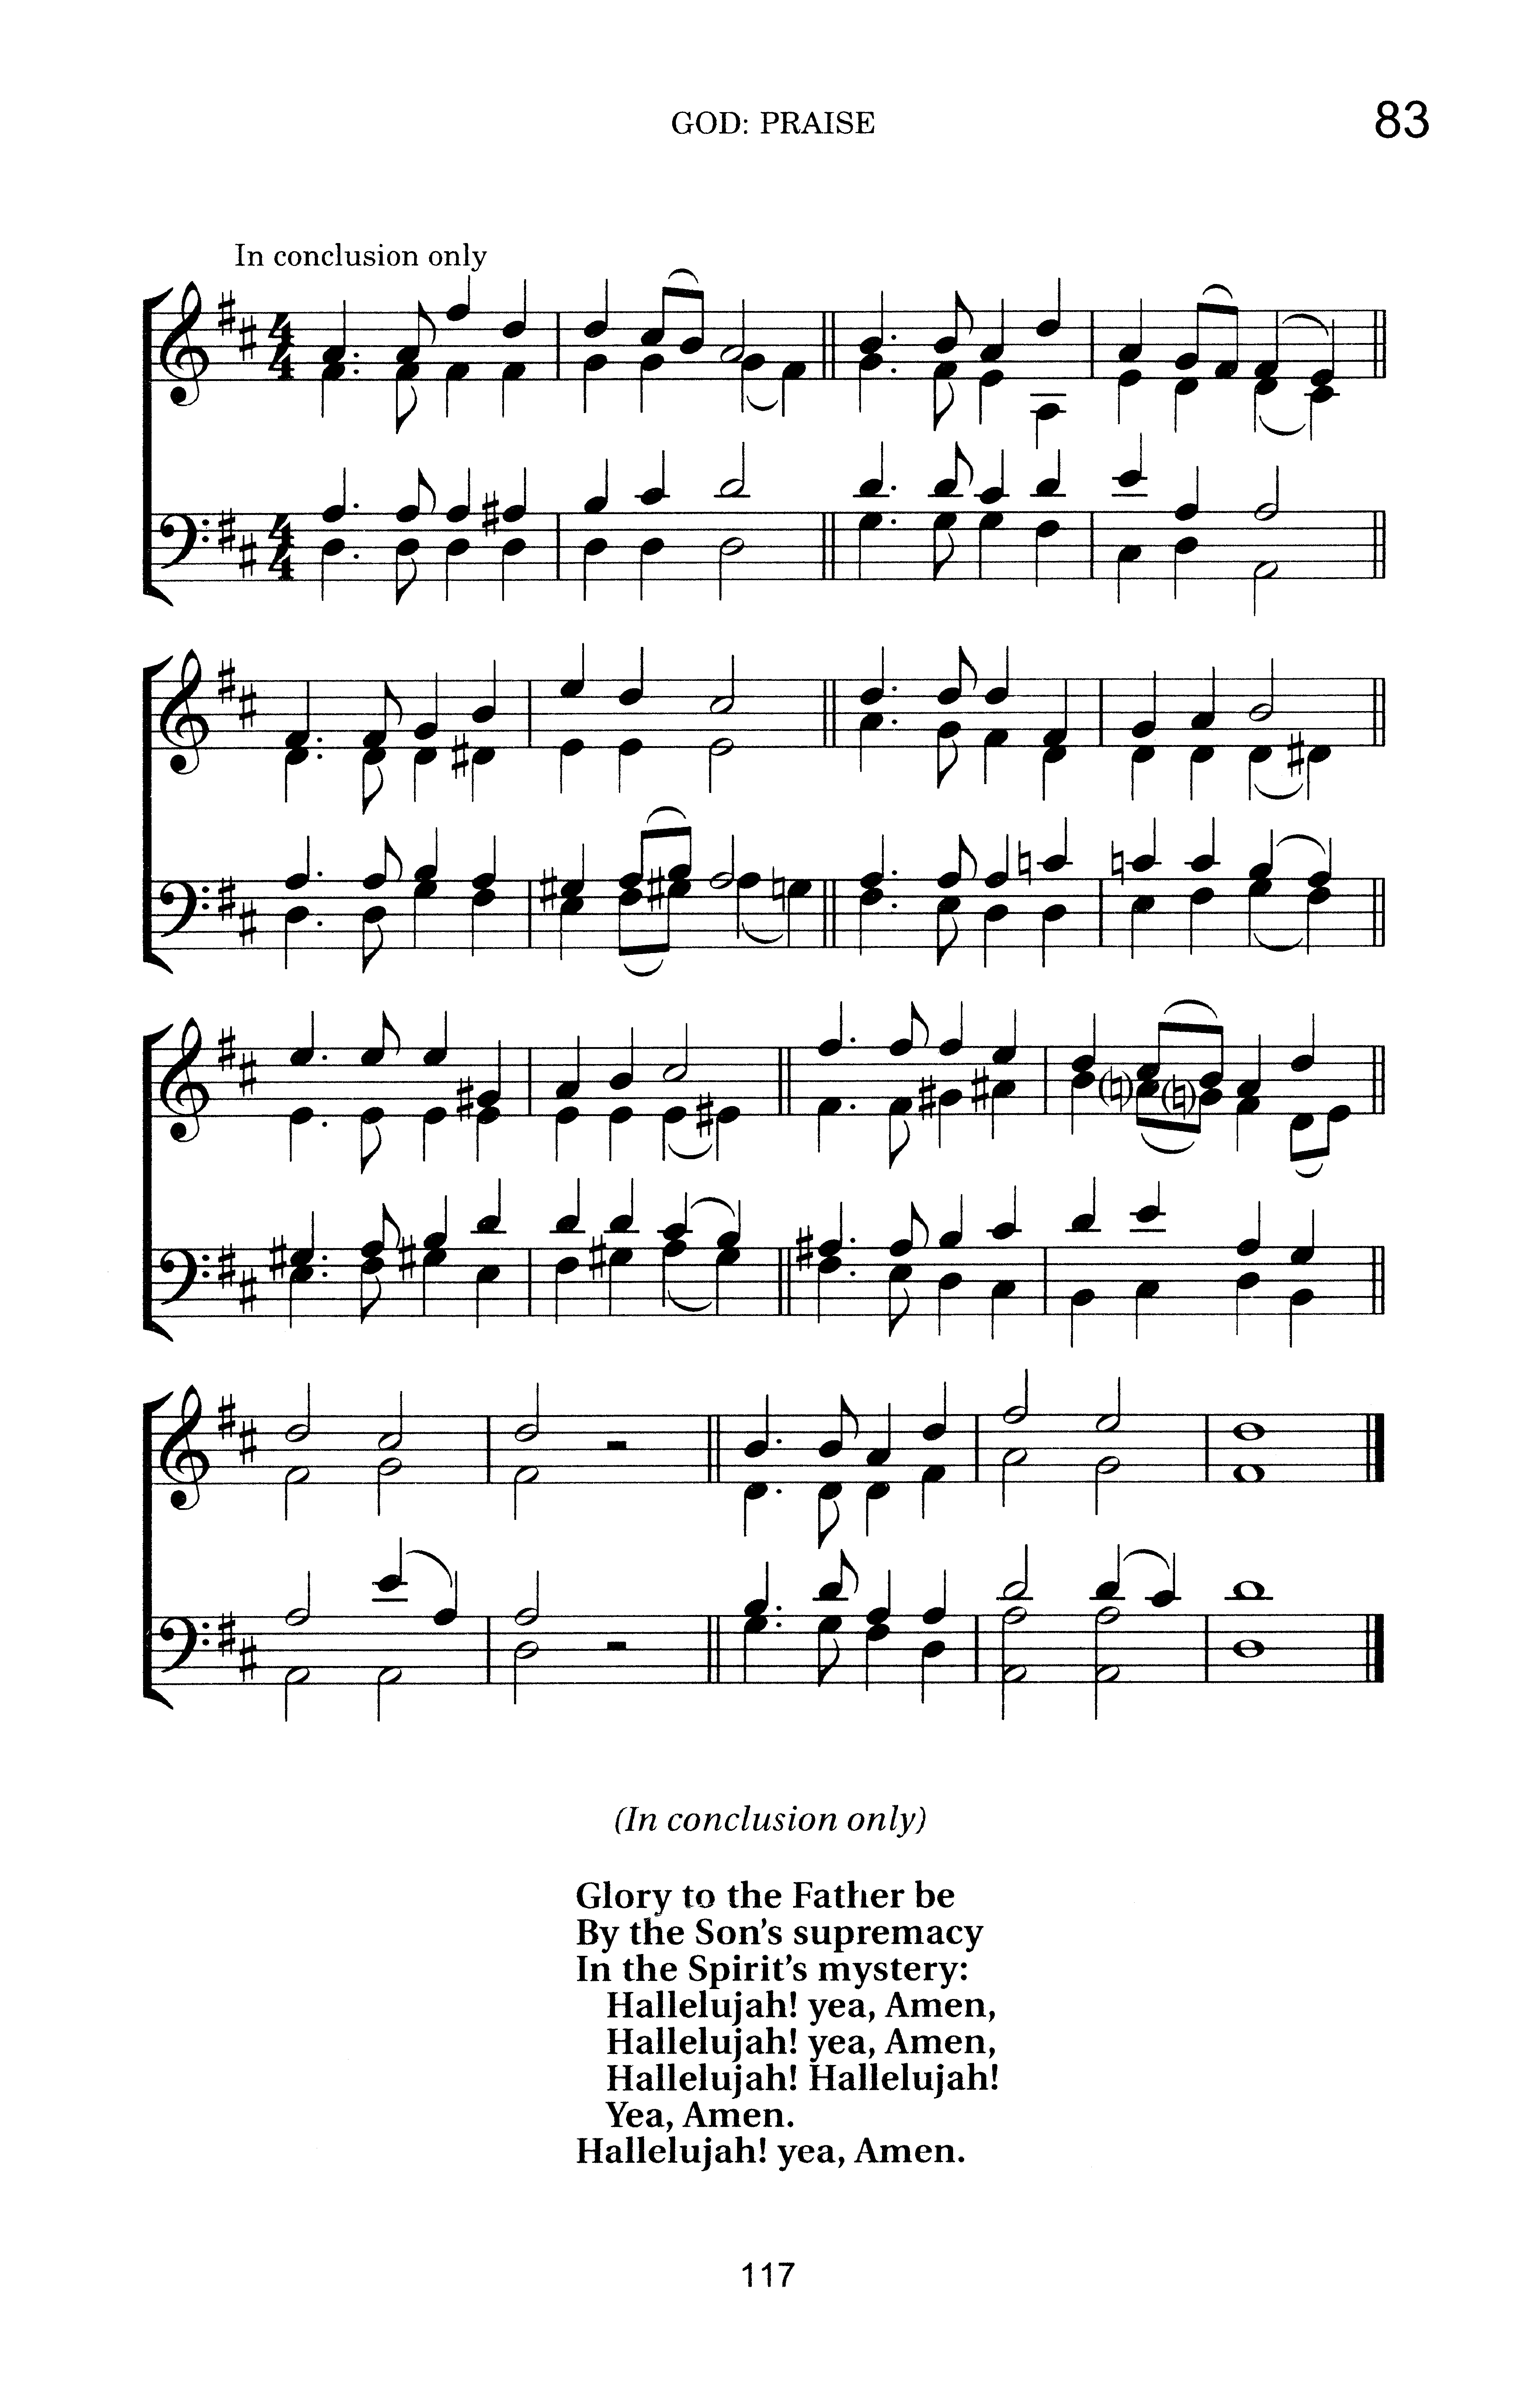 GOD: PRAISE
83
In conclusion only
(In conclusion only)
Glory to the Father be
By the Son's supremacy
In the Spirit's mystery:
Hallelujah! yea, Amen,
Hallelujah! yea, Amen,
Hallelujah! Hallelujah!
Yea, Amen.
Hallelujah! yea, Amen.
117